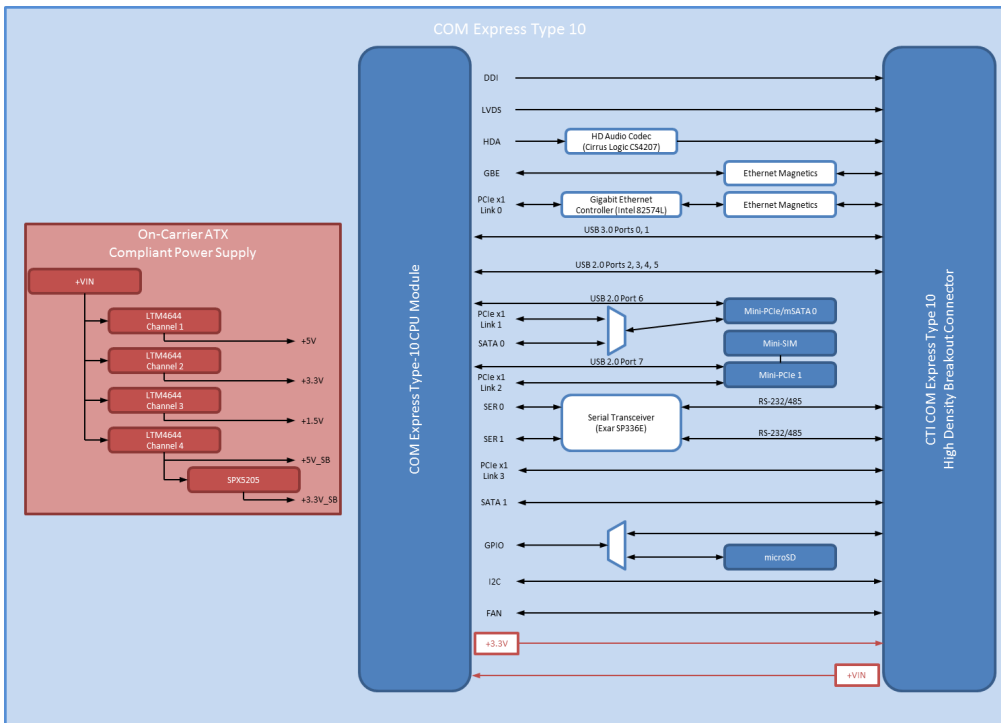 COM Express Type 10
On-Carrier ATX
Compliant Power Supply
+VIN
LTM4644
Channel 1
+5V
LTM4644
Channel 2
+3.3V
LTM4644
Channel 3
+1.5V
LTM4644
Channel 4
+5V_SB
SPX5205
+3.3V_SB
COM Express Type-10 CPU Module
DDI
LVDS
HDA
HD Audio Codec
(Cirrus Logic CS4207)
GBE
Ethernet Magnetics
PCIe x1
Link 0
Gigabit Ethernet
Controller (Intel 82574L)
Ethernet Magnetics
USB 3.0 Ports 0, 1
USB 2.0 Ports 2, 3, 4, 5
USB 2.0 Port 6
PCIe x1
Link 1
SATA 0
Mini-PCIe/mSATA 0
Mini-SIM
USB 2.0 Port 7
PCIe x1
Link 2
Mini-PCIe 1
SER 0
Serial Transceiver
(Exar SP336E)
RS-232/485
SER 1
RS-232/485
PCIe x1
Link 3
SATA 1
GPIO
microSD
I2C
FAN
+3.3V
+VIN
CTI COM Express Type 10
High Density Breakout Connector